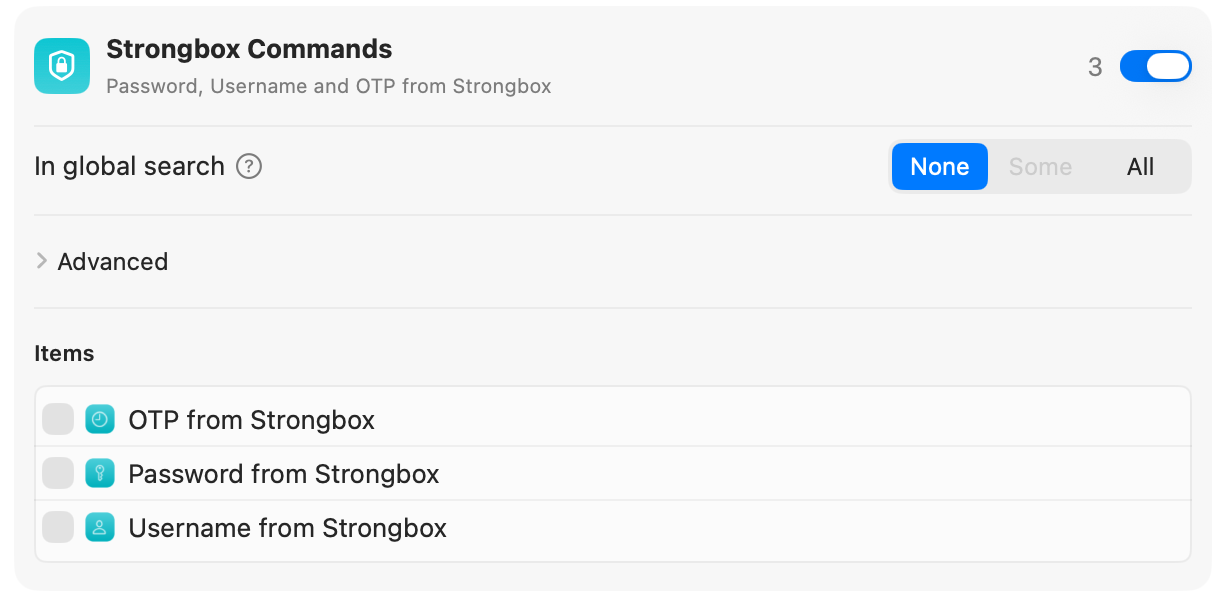 Strongbox Commands
Password, Username and OTP from Strongbox
3
In global search ?
None Some All
Advanced
Items
OTP from Strongbox
Password from Strongbox
Username from Strongbox